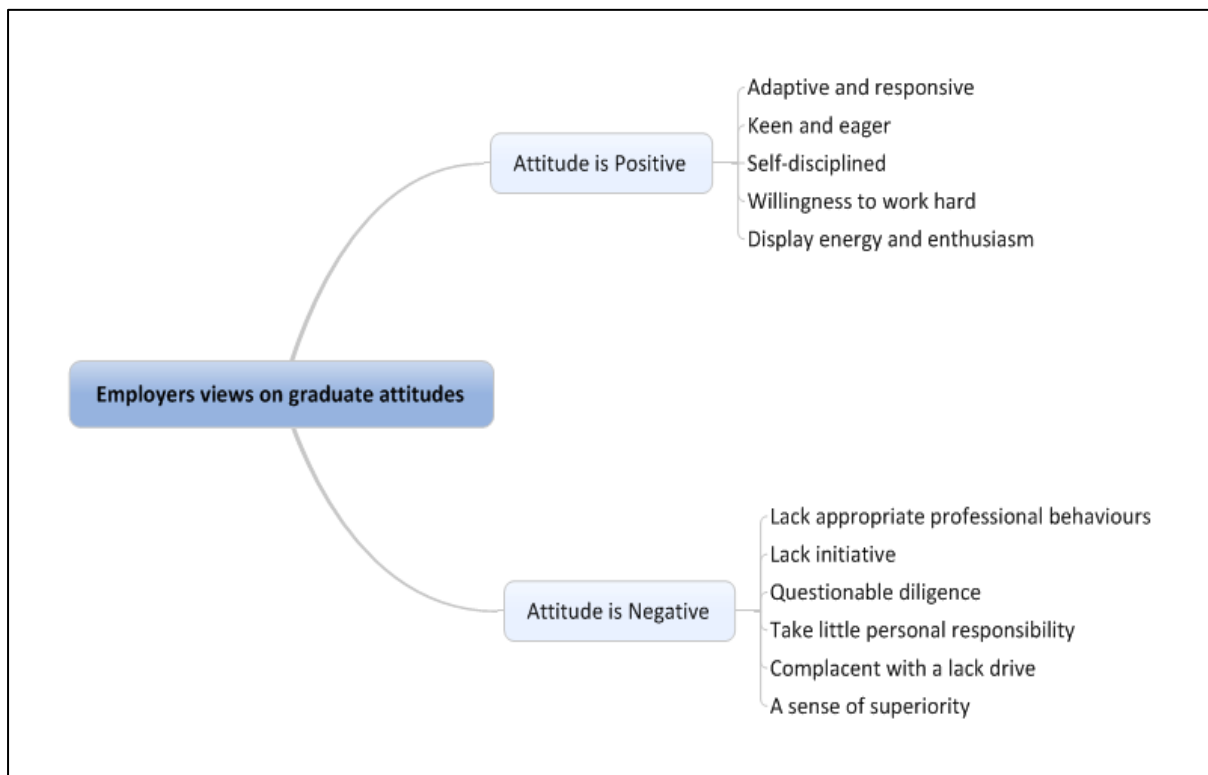 Employers views on graduate attitudes
Attitude is Positive
Adaptive and responsive
Keen and eager
Self-disciplined
Willingness to work hard
Display energy and enthusiasm
Attitude is Negative
Lack appropriate professional behaviours
Lack initiative
Questionable diligence
Take little personal responsibility
Complacent with a lack drive
A sense of superiority